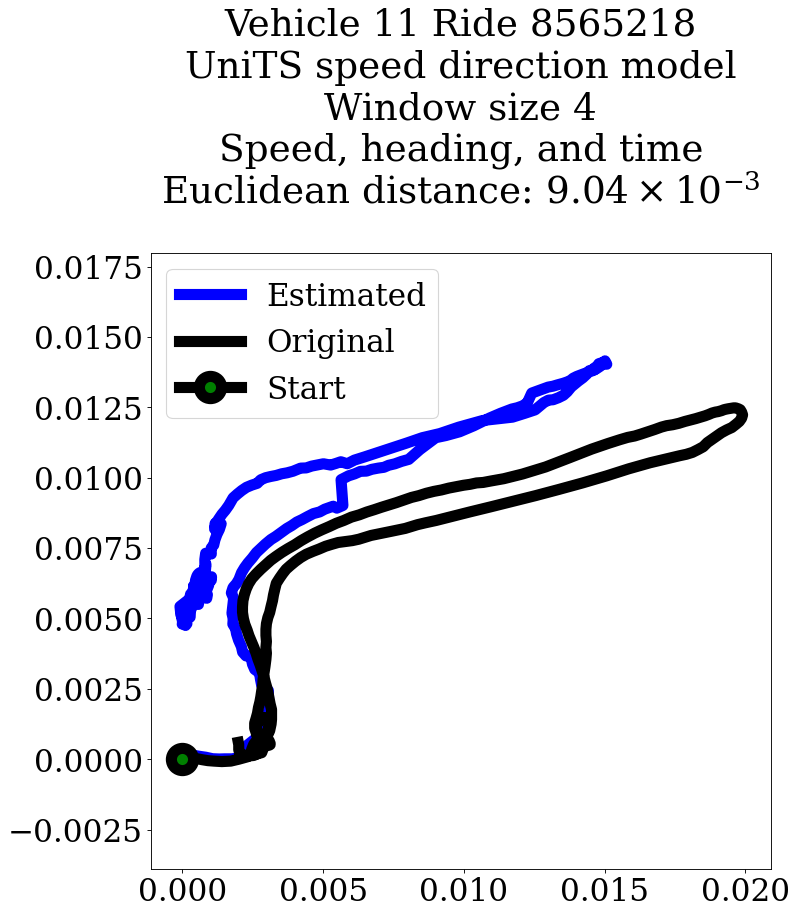 Vehicle 11 Ride 8565218
UniTS speed direction model
Window size 4
Speed, heading, and time
Euclidean distance: 9.04 × 10⁻³
0.0175
0.0150
0.0125
0.0100
0.0075
0.0050
0.0025
0.0000
−0.0025
Estimated
Original
Start
0.000 0.005 0.010 0.015 0.020